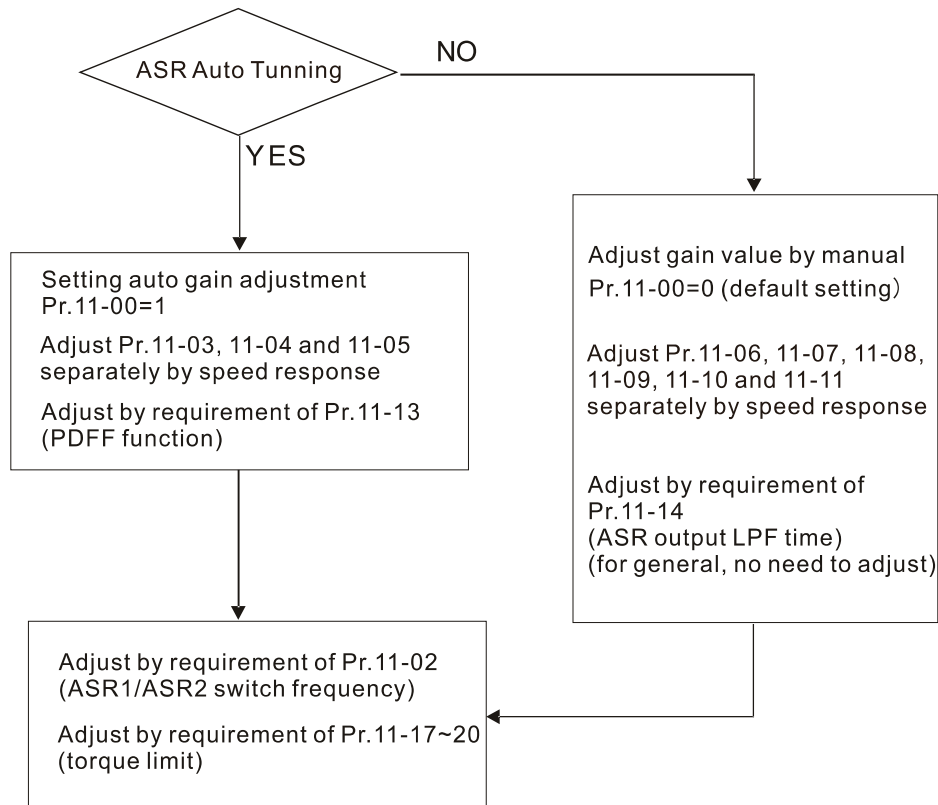 ASR Auto Tunning
NO
YES
Setting auto gain adjustment
Pr.11-00=1
Adjust Pr.11-03, 11-04 and 11-05
separately by speed response
Adjust by requirement of Pr.11-13
(PDFF function)
Adjust gain value by manual
Pr.11-00=0 (default setting）
Adjust Pr.11-06, 11-07, 11-08,
11-09, 11-10 and 11-11
separately by speed response
Adjust by requirement of
Pr.11-14
(ASR output LPF time)
(for general, no need to adjust)
Adjust by requirement of Pr.11-02
(ASR1/ASR2 switch frequency)
Adjust by requirement of Pr.11-17~20
(torque limit)